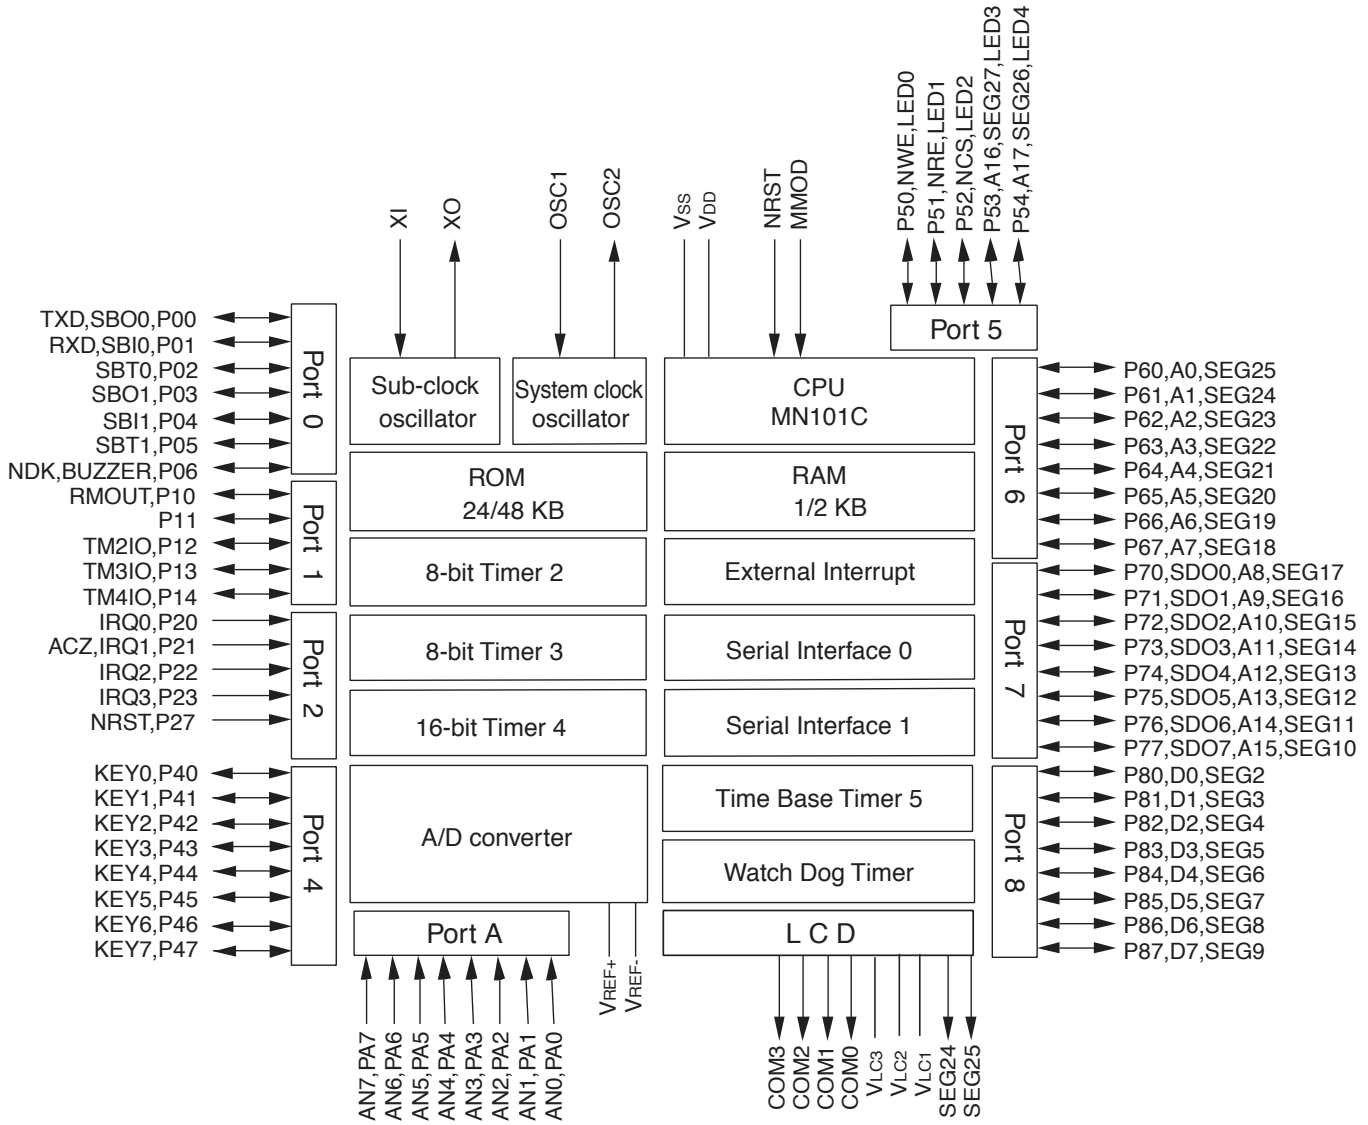 P50,NWE,LED0
P51,NRE,LED1
P52,NCS,LED2
P53,A16,SEG27,LED3
P54,A17,SEG26,LED4
XI
XO
OSC1
OSC2
VSS
VDD
NRST
MMOD
Port 5
TXD,SBO0,P00
RXD,SBI0,P01
SBT0,P02
SBO1,P03
SBI1,P04
SBT1,P05
NDK,BUZZER,P06
Port 0
RMOUT,P10
P11
TM2IO,P12
TM3IO,P13
TM4IO,P14
Port 1
IRQ0,P20
ACZ,IRQ1,P21
IRQ2,P22
IRQ3,P23
NRST,P27
Port 2
KEY0,P40
KEY1,P41
KEY2,P42
KEY3,P43
KEY4,P44
KEY5,P45
KEY6,P46
KEY7,P47
Port 4
Sub-clock
oscillator
System clock
oscillator
CPU
MN101C
ROM
24/48 KB
RAM
1/2 KB
8-bit Timer 2
External Interrupt
8-bit Timer 3
Serial Interface 0
16-bit Timer 4
Serial Interface 1
A/D converter
Time Base Timer 5
Watch Dog Timer
Port A
L C D
Port 6
P60,A0,SEG25
P61,A1,SEG24
P62,A2,SEG23
P63,A3,SEG22
P64,A4,SEG21
P65,A5,SEG20
P66,A6,SEG19
P67,A7,SEG18
Port 7
P70,SDO0,A8,SEG17
P71,SDO1,A9,SEG16
P72,SDO2,A10,SEG15
P73,SDO3,A11,SEG14
P74,SDO4,A12,SEG13
P75,SDO5,A13,SEG12
P76,SDO6,A14,SEG11
P77,SDO7,A15,SEG10
Port 8
P80,D0,SEG2
P81,D1,SEG3
P82,D2,SEG4
P83,D3,SEG5
P84,D4,SEG6
P85,D5,SEG7
P86,D6,SEG8
P87,D7,SEG9
AN7,PA7
AN6,PA6
AN5,PA5
AN4,PA4
AN3,PA3
AN2,PA2
AN1,PA1
AN0,PA0
VREF+
VREF-
COM3
COM2
COM1
COM0
VLC3
VLC2
VLC1
SEG24
SEG25